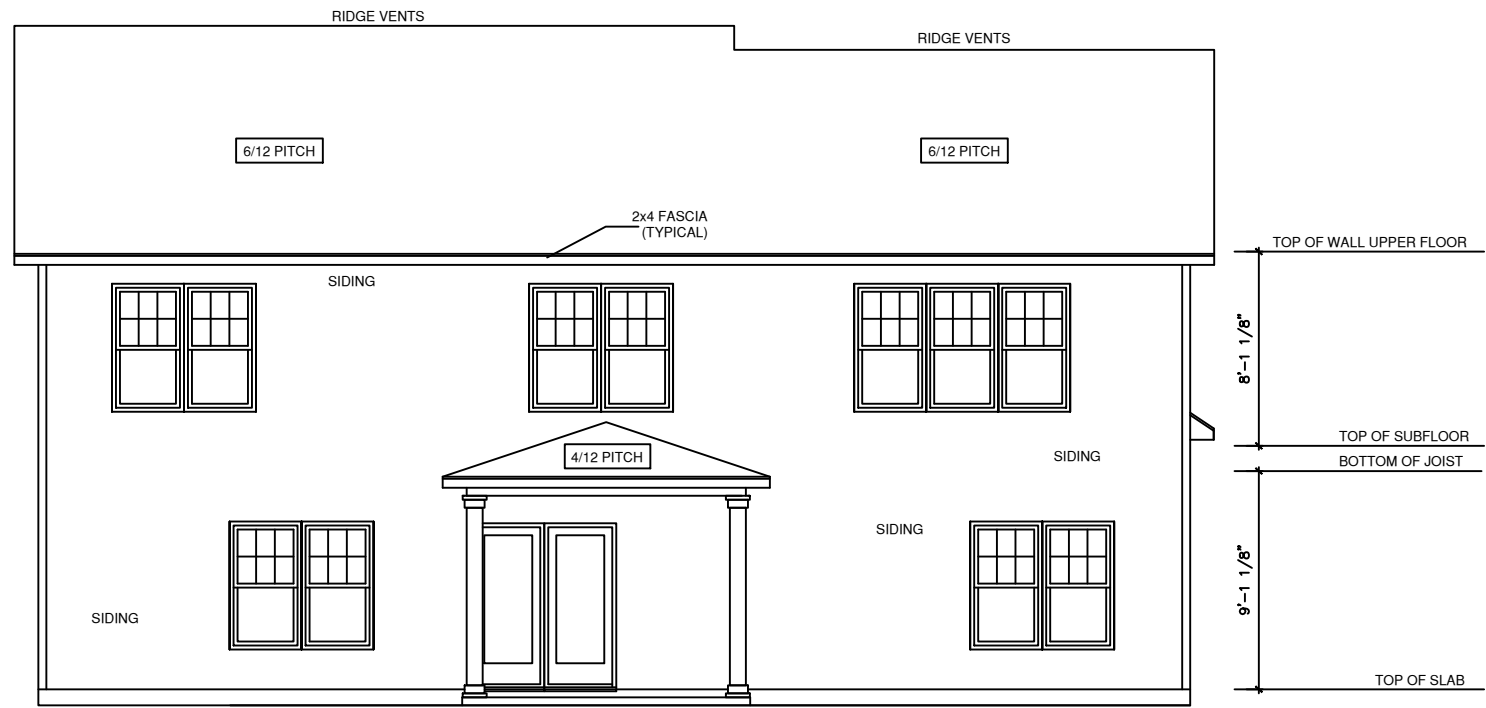 RIDGE VENTS
RIDGE VENTS
6/12 PITCH
6/12 PITCH
2x4 FASCIA
(TYPICAL)
TOP OF WALL UPPER FLOOR
SIDING
8'-1 1/8"
TOP OF SUBFLOOR
4/12 PITCH
SIDING
BOTTOM OF JOIST
SIDING
9'-1 1/8"
SIDING
TOP OF SLAB